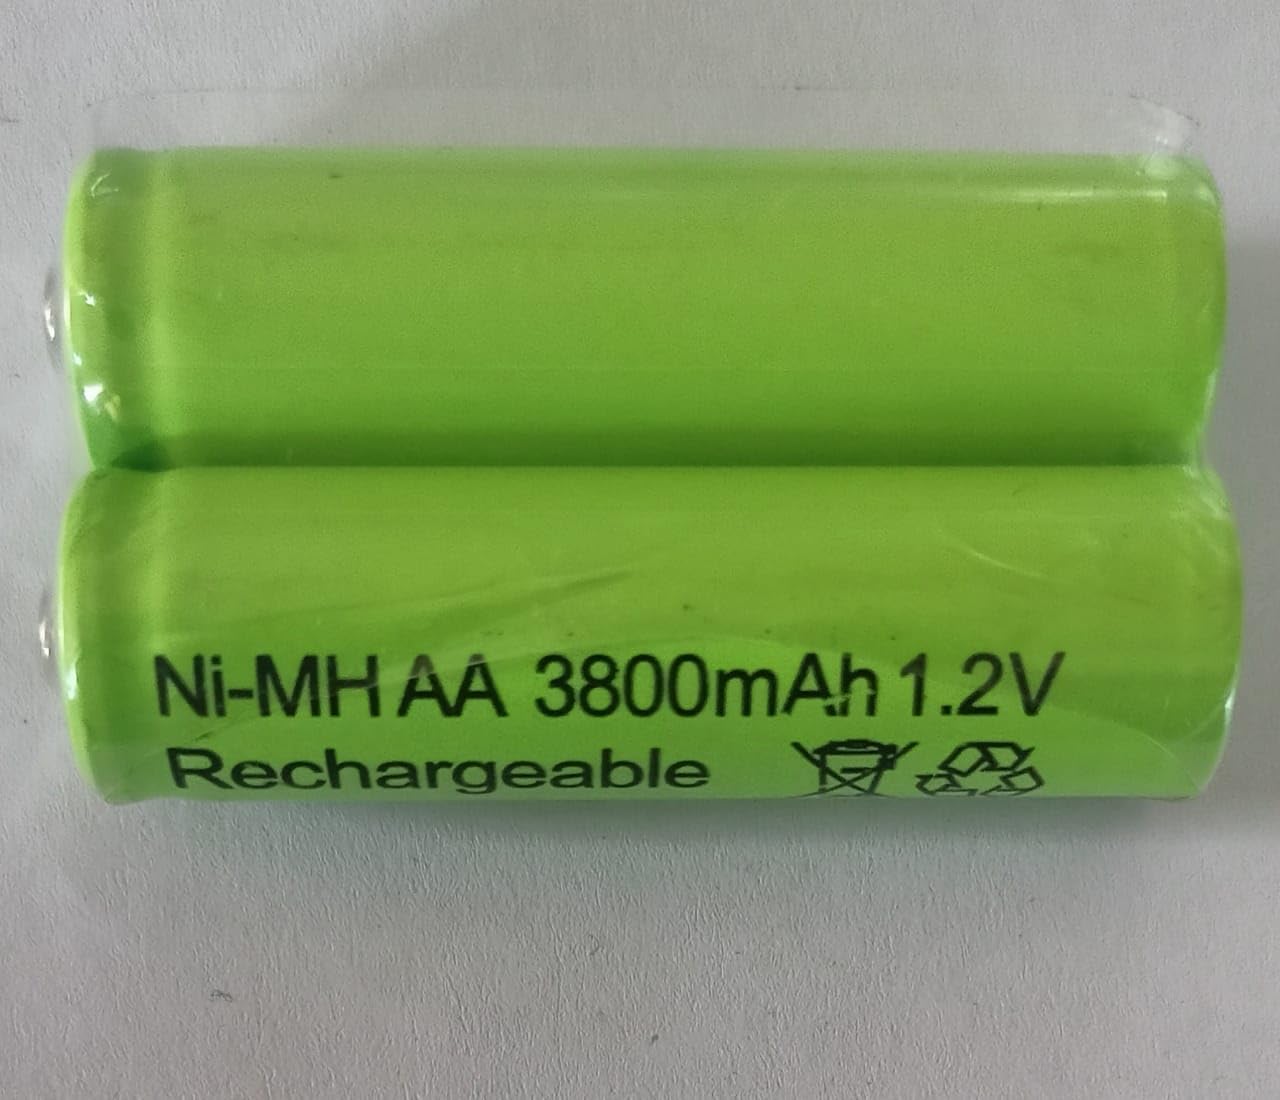 Ni-MH AA 3800mAh 1.2V
Rechargeable